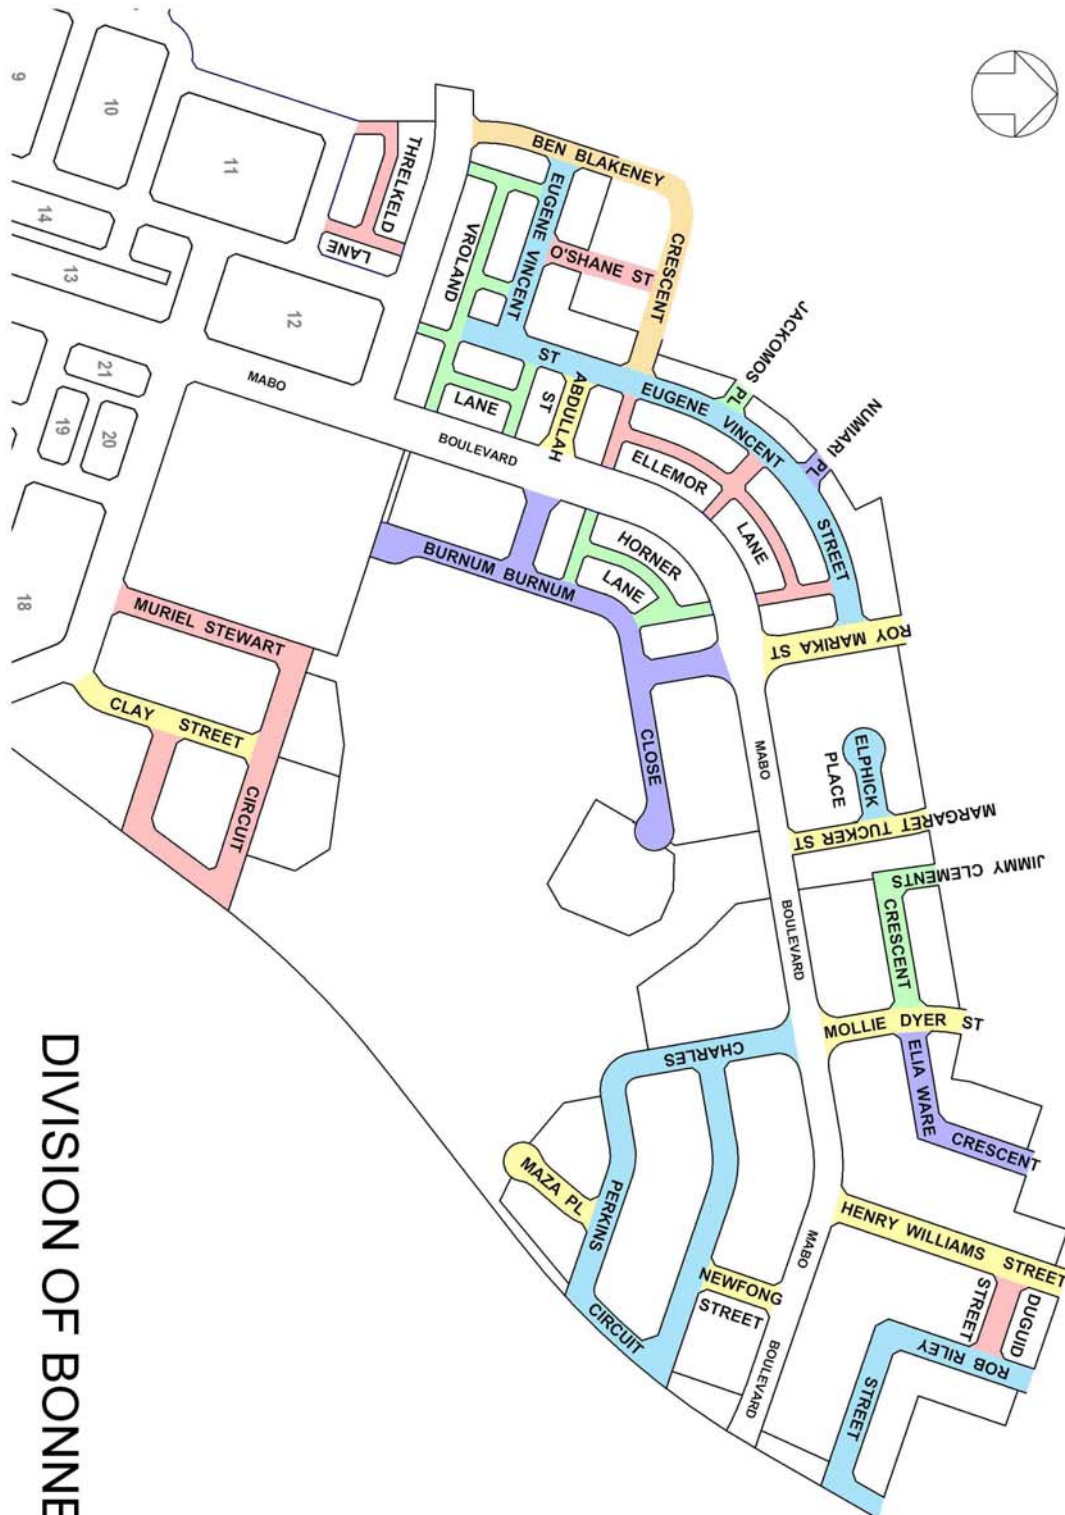 9
10
11
14
13
12
21
19
20
18
THRELKELD
LANE
BEN BLAKENEY
CRESCENT
EUGENE VINCENT
ST
O'SHANE ST
VROLAND
LANE
ABDULLAH
ST
MABO
BOULEVARD
EUGENE VINCENT
STREET
JACKOMOS PL
NUMIARI PL
ELLEMOR
LANE
HORNER
LANE
BURNUM BURNUM
CLOSE
MURIEL STEWART
CIRCUIT
CLAY STREET
ROY MARIKA ST
MABO
BOULEVARD
ELPHICK
PLACE
MARGARET TUCKER ST
JIMMY CLEMENTS
CRESCENT
MOLLIE DYER ST
ELIA WARE
CRESCENT
CHARLES
PERKINS
CIRCUIT
MAZA PL
NEWFONG
STREET
MABO
BOULEVARD
HENRY WILLIAMS STREET
DUGUID
STREET
ROB RILEY
STREET
DIVISION OF BONNE